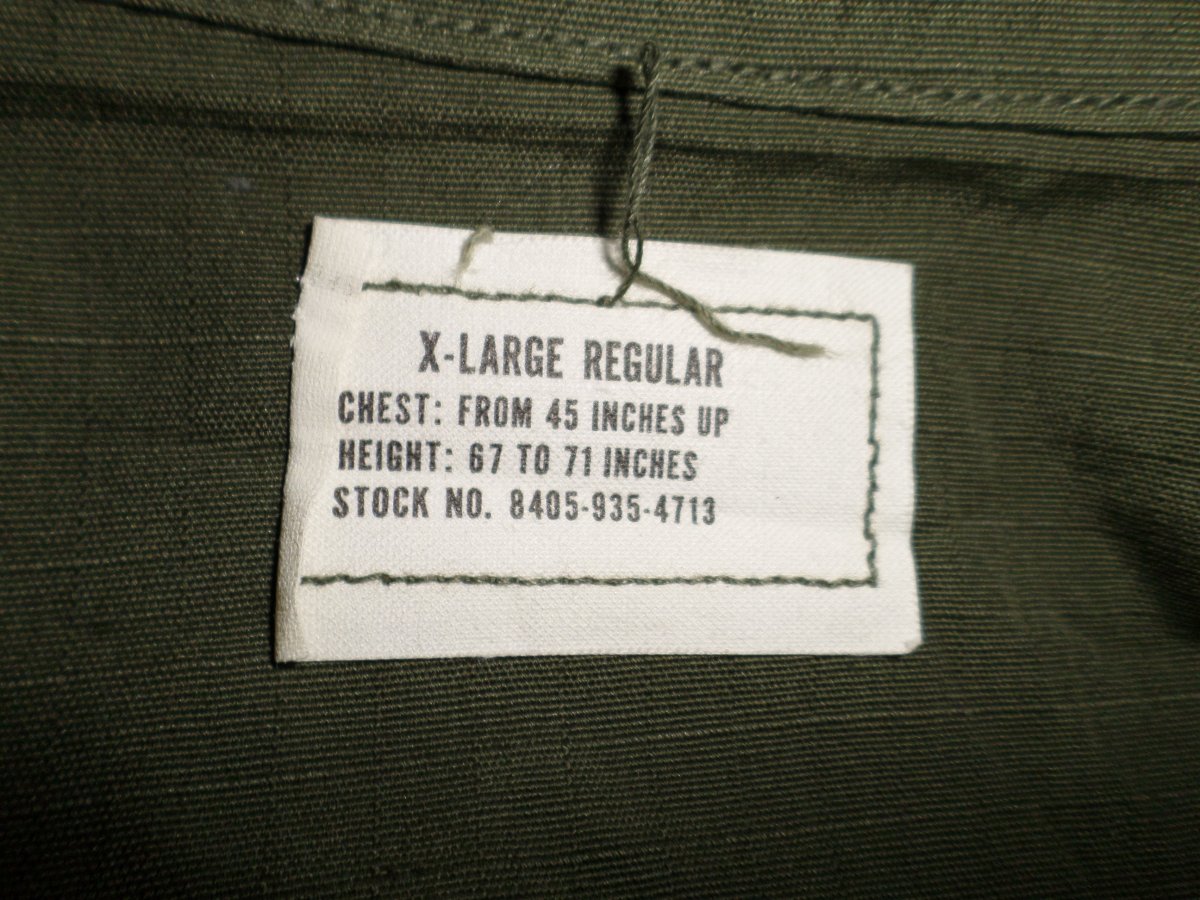 X-LARGE REGULAR
CHEST: FROM 45 INCHES UP
HEIGHT: 67 TO 71 INCHES
STOCK NO. 8405-935-4713